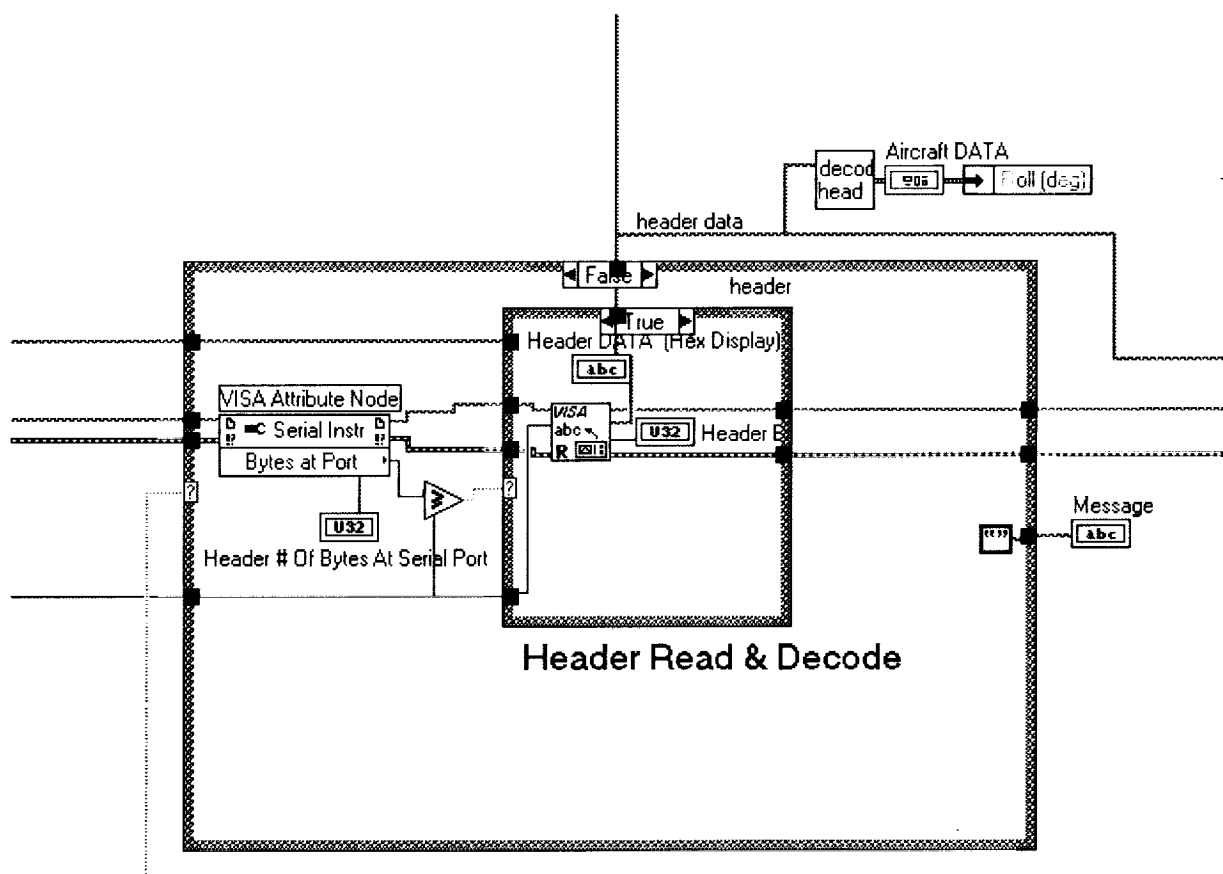 Aircraft DATA
decod
head
Roll (deg)
header data
False
header
True
Header DATA (Hex Display)
abc
VISA Attribute Node
Serial Instr
Bytes at Port
VISA
abc
R
U32
Header B
?
?
U32
Header # Of Bytes At Serial Port
Message
""
abc
Header Read & Decode